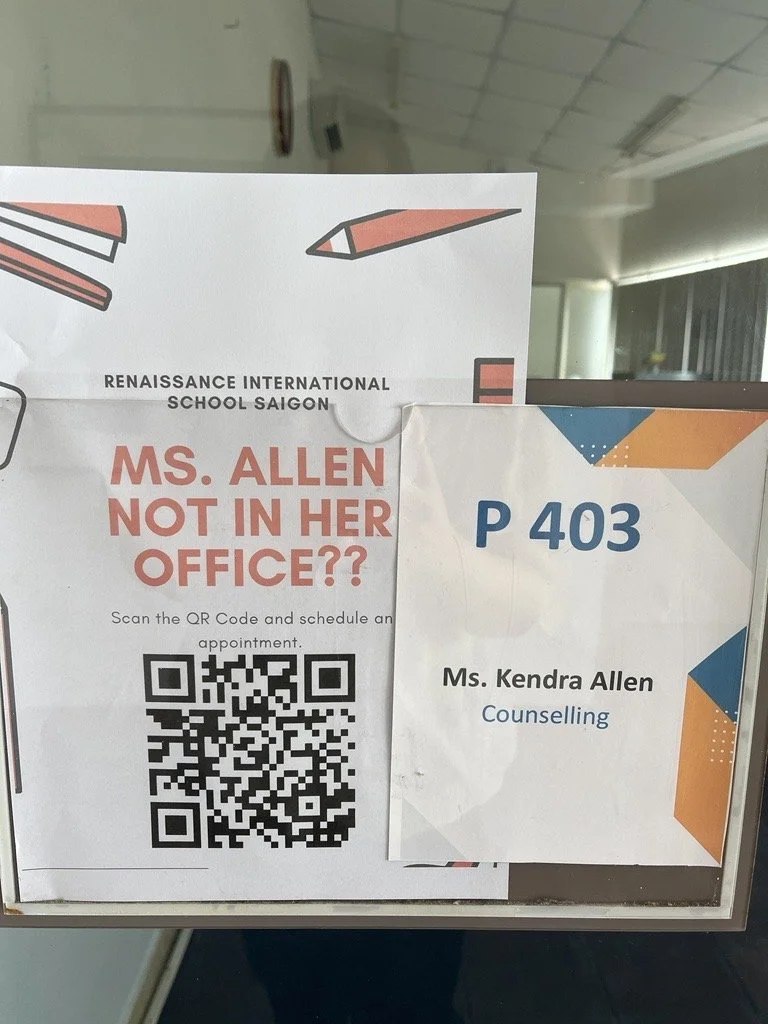 RENAISSANCE INTERNATIONAL
SCHOOL SAIGON
MS. ALLEN
NOT IN HER
OFFICE??
Scan the QR Code and schedule an
appointment.
P 403
Ms. Kendra Allen
Counselling